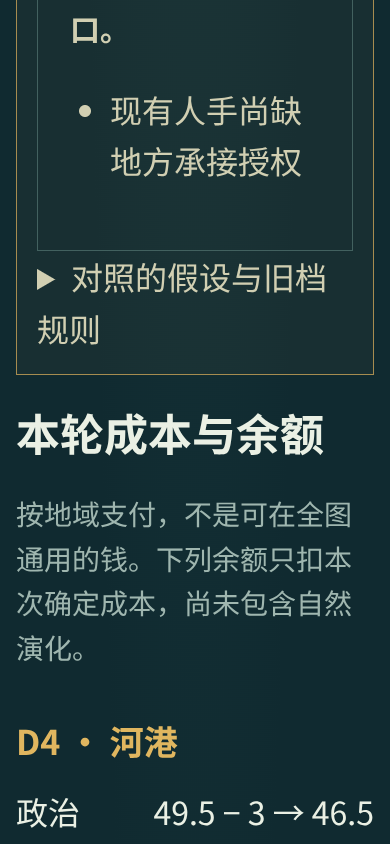 口。
• 现有人手尚缺
地方承接授权
▶ 对照的假设与旧档
规则
本轮成本与余额
按地域支付，不是可在全图
通用的钱。下列余额只扣本
次确定成本，尚未包含自然
演化。
D4 · 河港
政治 49.5 − 3 → 46.5